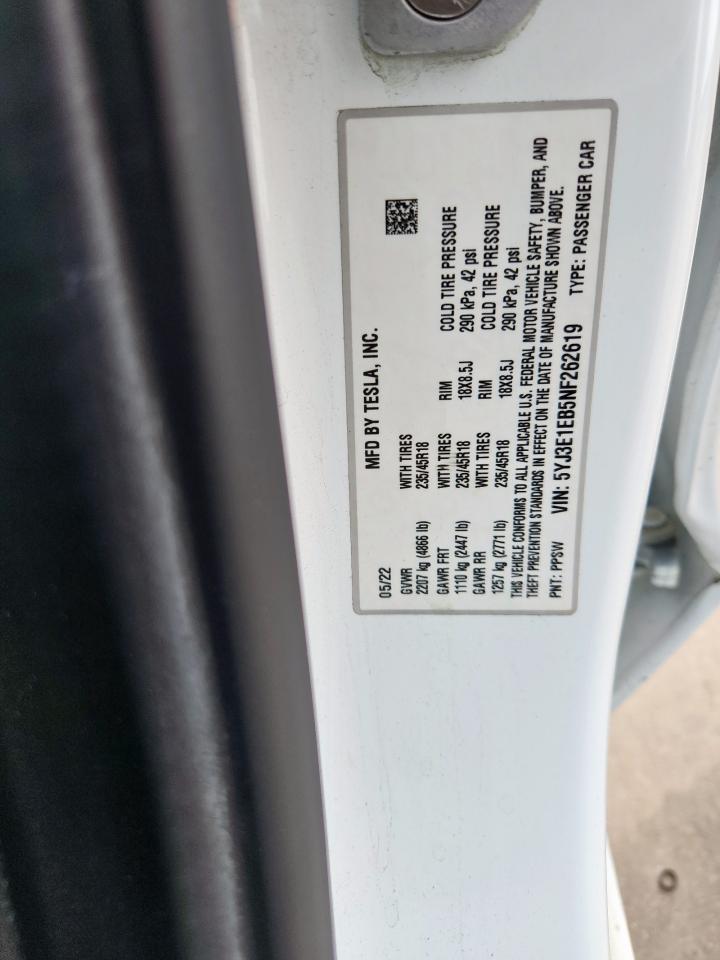 MFD BY TESLA, INC.
05/22
GVWR WITH TIRES
2207 kg (4866 lb) 235/45R18
GAWR FRT WITH TIRES RIM COLD TIRE PRESSURE
1110 kg (2447 lb) 235/45R18 18X8.5J 290 kPa, 42 psi
GAWR RR WITH TIRES RIM COLD TIRE PRESSURE
1257 kg (2771 lb) 235/45R18 18X8.5J 290 kPa, 42 psi
THIS VEHICLE CONFORMS TO ALL APPLICABLE U.S. FEDERAL MOTOR VEHICLE SAFETY, BUMPER, AND
THEFT PREVENTION STANDARDS IN EFFECT ON THE DATE OF MANUFACTURE SHOWN ABOVE.
PNT: PPSW VIN: 5YJ3E1EB5NF262619 TYPE: PASSENGER CAR